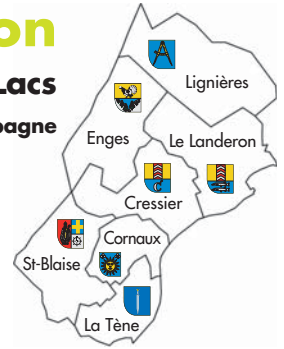 on
Lacs
pagne
Lignières
Enges
Le Landeron
Cressier
Cornaux
St-Blaise
La Tène